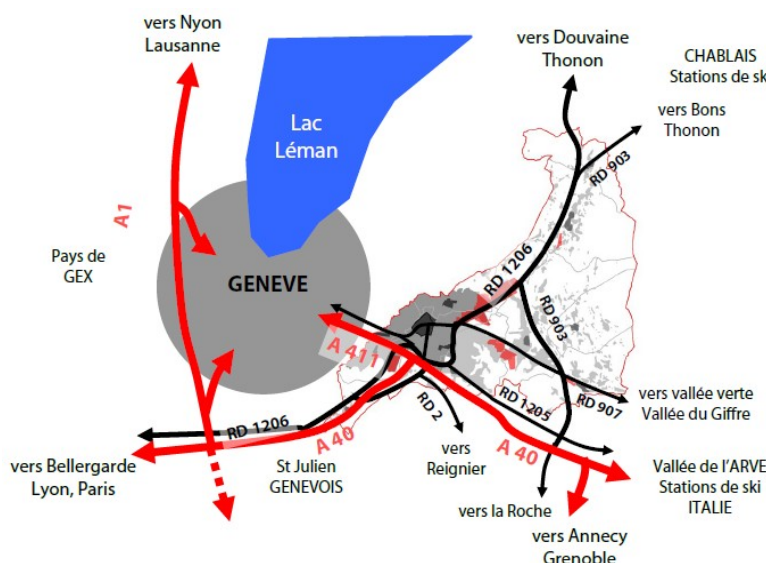 vers Nyon
Lausanne
vers Douvaine
Thonon
CHABLAIS
Stations de sk
vers Bons
Thonon
Lac
Léman
RD 903
A1
Pays de
GEX
GENEVE
RD 1206
RD 903
A 411
RD 1206
A 40
RD 2
RD 1205
RD 907
vers vallée verte
Vallée du Giffre
vers Bellergarde
Lyon, Paris
St Julien
GENEVOIS
vers
Reignier
A 40
Vallée de l'ARVE
Stations de ski
ITALIE
vers la Roche
vers Annecy
Grenoble